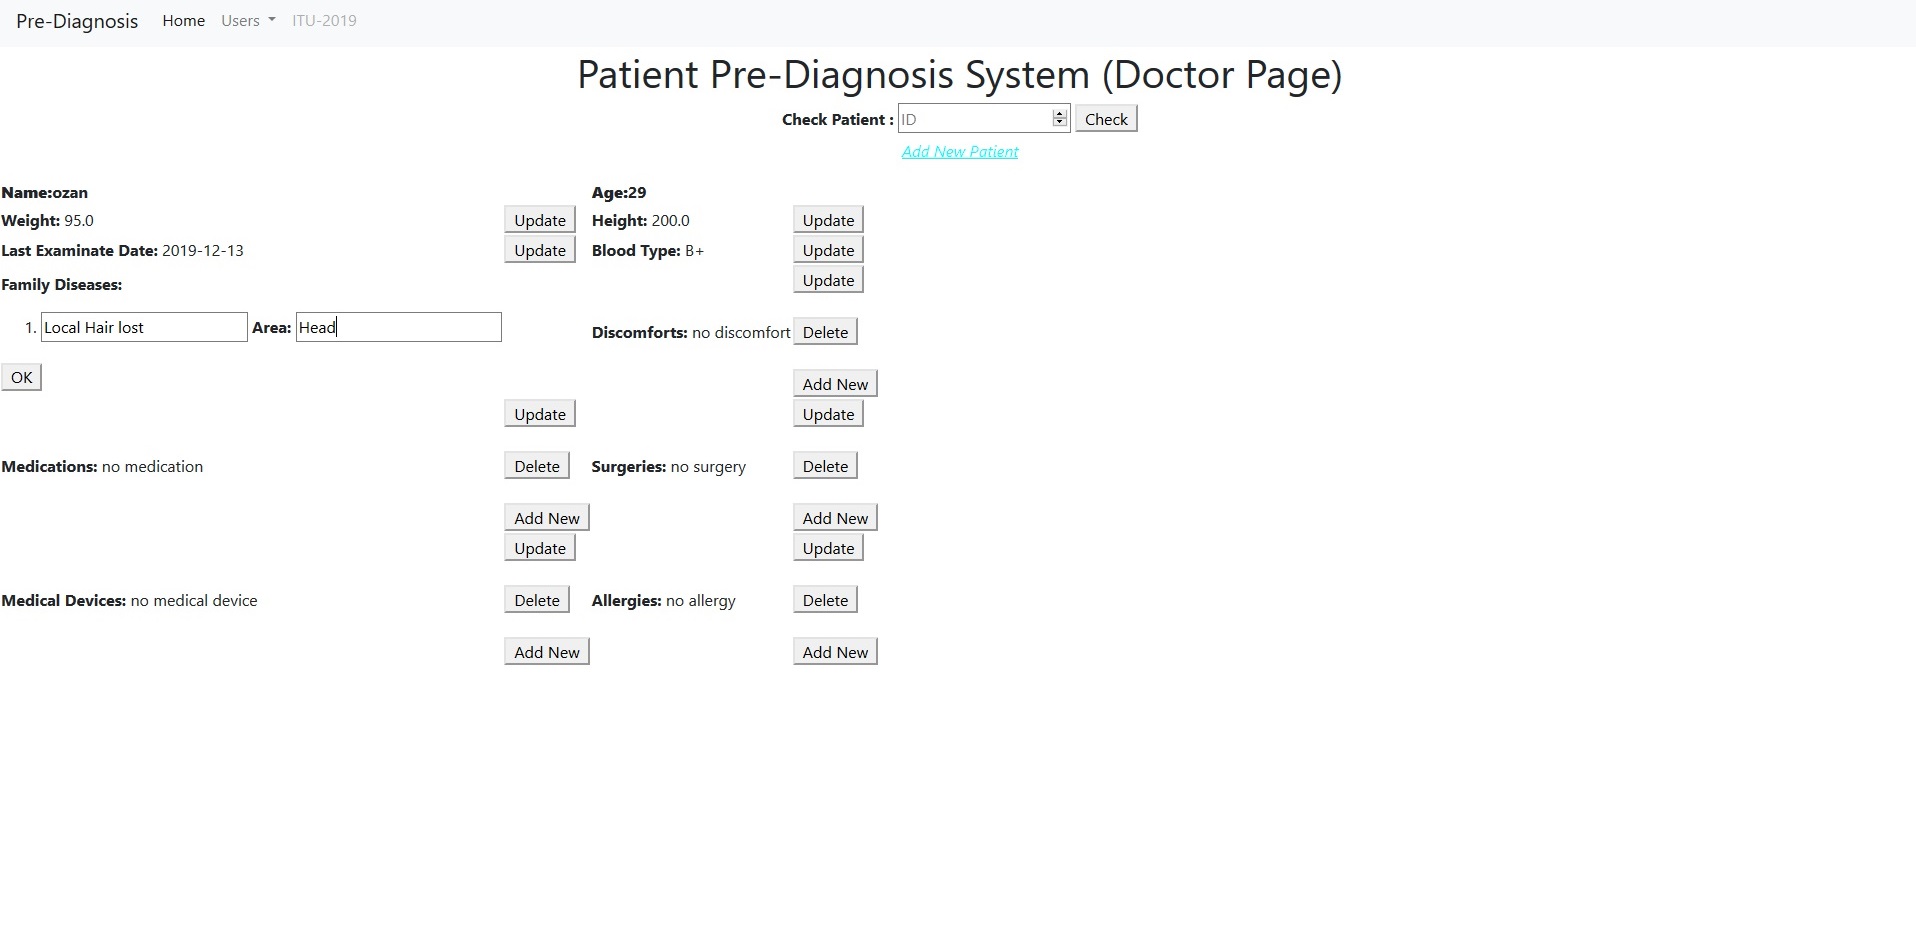 Pre-Diagnosis Home Users ITU-2019
Patient Pre-Diagnosis System (Doctor Page)
Check Patient : ID Check
Add New Patient
Name:ozan Age:29
Weight: 95.0 Update Height: 200.0 Update
Last Examinate Date: 2019-12-13 Update Blood Type: B+ Update
Family Diseases: Update
1. Local Hair lost Area: Head Discomforts: no discomfort Delete
OK Add New
Update Update
Medications: no medication Delete Surgeries: no surgery Delete
Add New Add New
Update Update
Medical Devices: no medical device Delete Allergies: no allergy Delete
Add New Add New